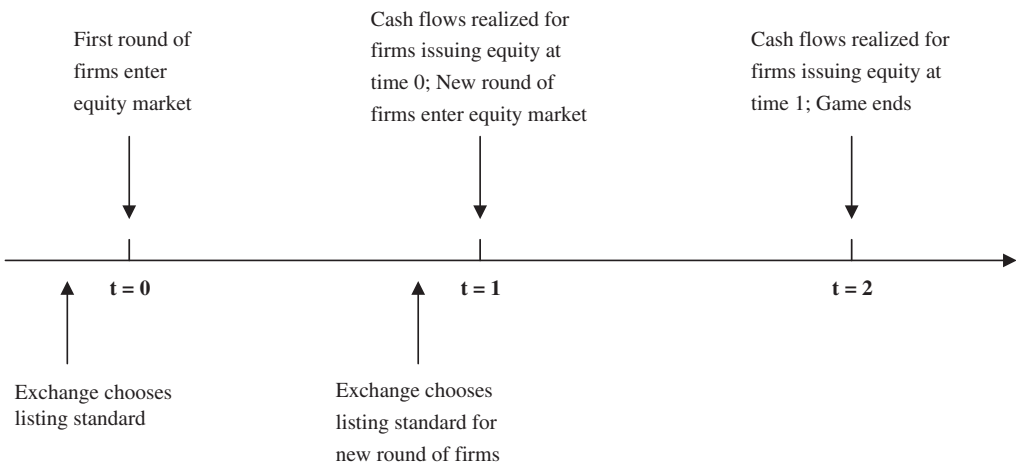 First round of
firms enter
equity market
Cash flows realized for
firms issuing equity at
time 0; New round of
firms enter equity market
Cash flows realized for
firms issuing equity at
time 1; Game ends
t = 0
t = 1
t = 2
Exchange chooses
listing standard
Exchange chooses
listing standard for
new round of firms